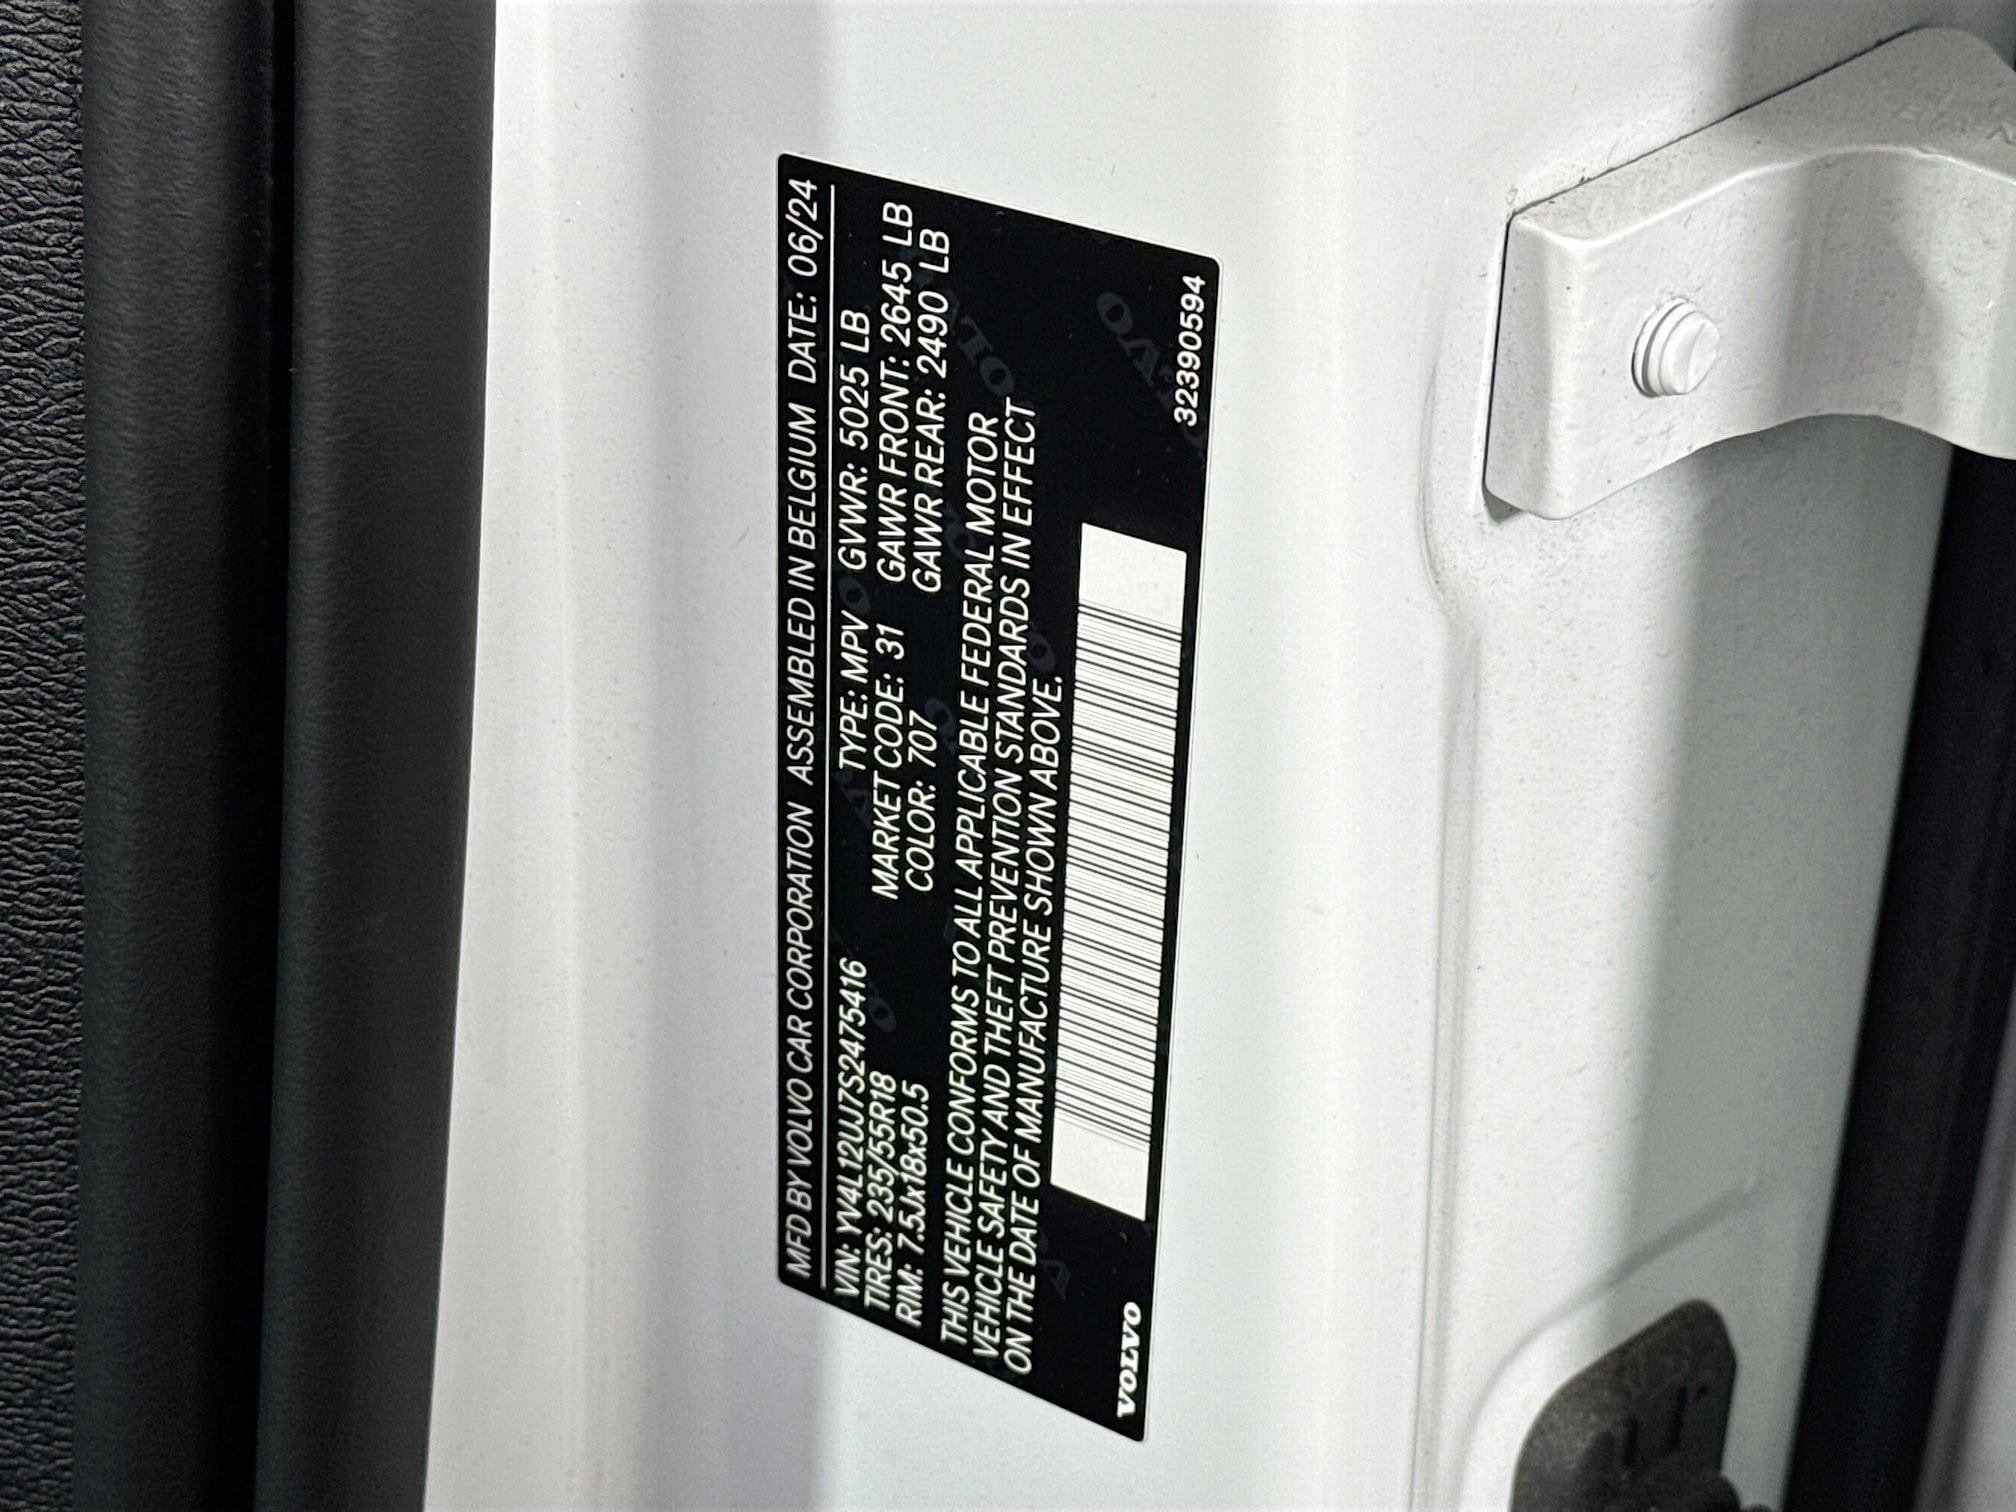 MFD BY VOLVO CAR CORPORATION ASSEMBLED IN BELGIUM DATE: 06/24
VIN: YV4L12UJ7S2475416 TYPE: MPV GVWR: 5025 LB
TIRES: 235/55R18 MARKET CODE: 31 GAWR FRONT: 2645 LB
RIM: 7.5Jx18x50.5 COLOR: 707 GAWR REAR: 2490 LB
THIS VEHICLE CONFORMS TO ALL APPLICABLE FEDERAL MOTOR
VEHICLE SAFETY AND THEFT PREVENTION STANDARDS IN EFFECT
ON THE DATE OF MANUFACTURE SHOWN ABOVE.
VOLVO 32390594